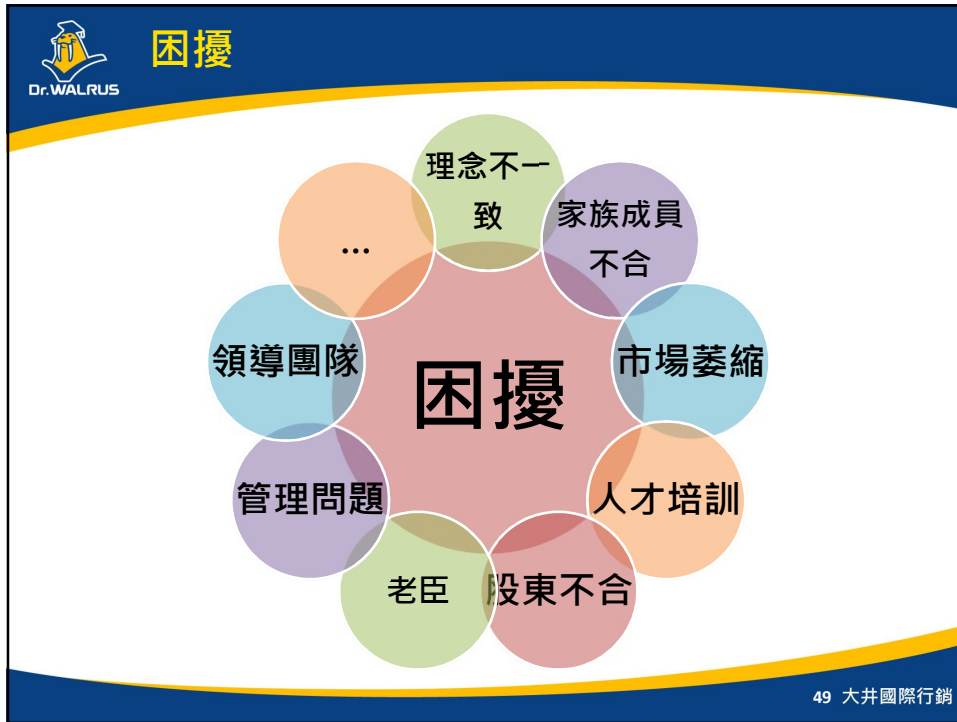 困擾
Dr.WALRUS
理念不一
致
家族成員
不合
市場萎縮
人才培訓
股東不合
老臣
管理問題
領導團隊
...
困擾
49 大井國際行銷